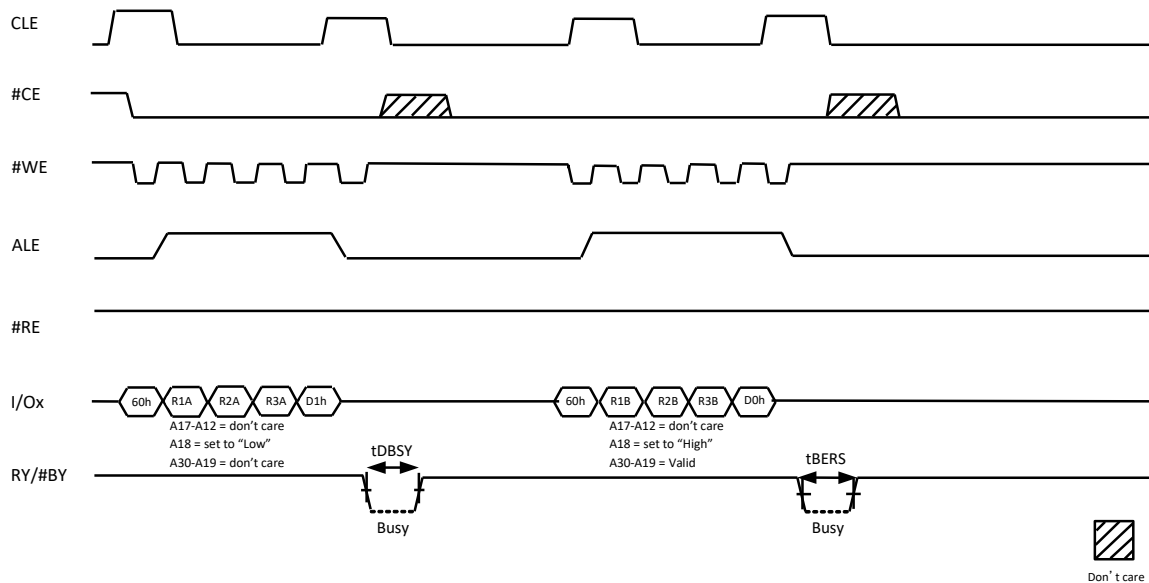 CLE
#CE
#WE
ALE
#RE
I/Ox
60h R1A R2A R3A D1h 60h R1B R2B R3B D0h
A17-A12 = don't care
A18 = set to "Low"
A30-A19 = don't care
A17-A12 = don't care
A18 = set to "High"
A30-A19 = Valid
RY/#BY
tDBSY
Busy
tBERS
Busy
Don't care